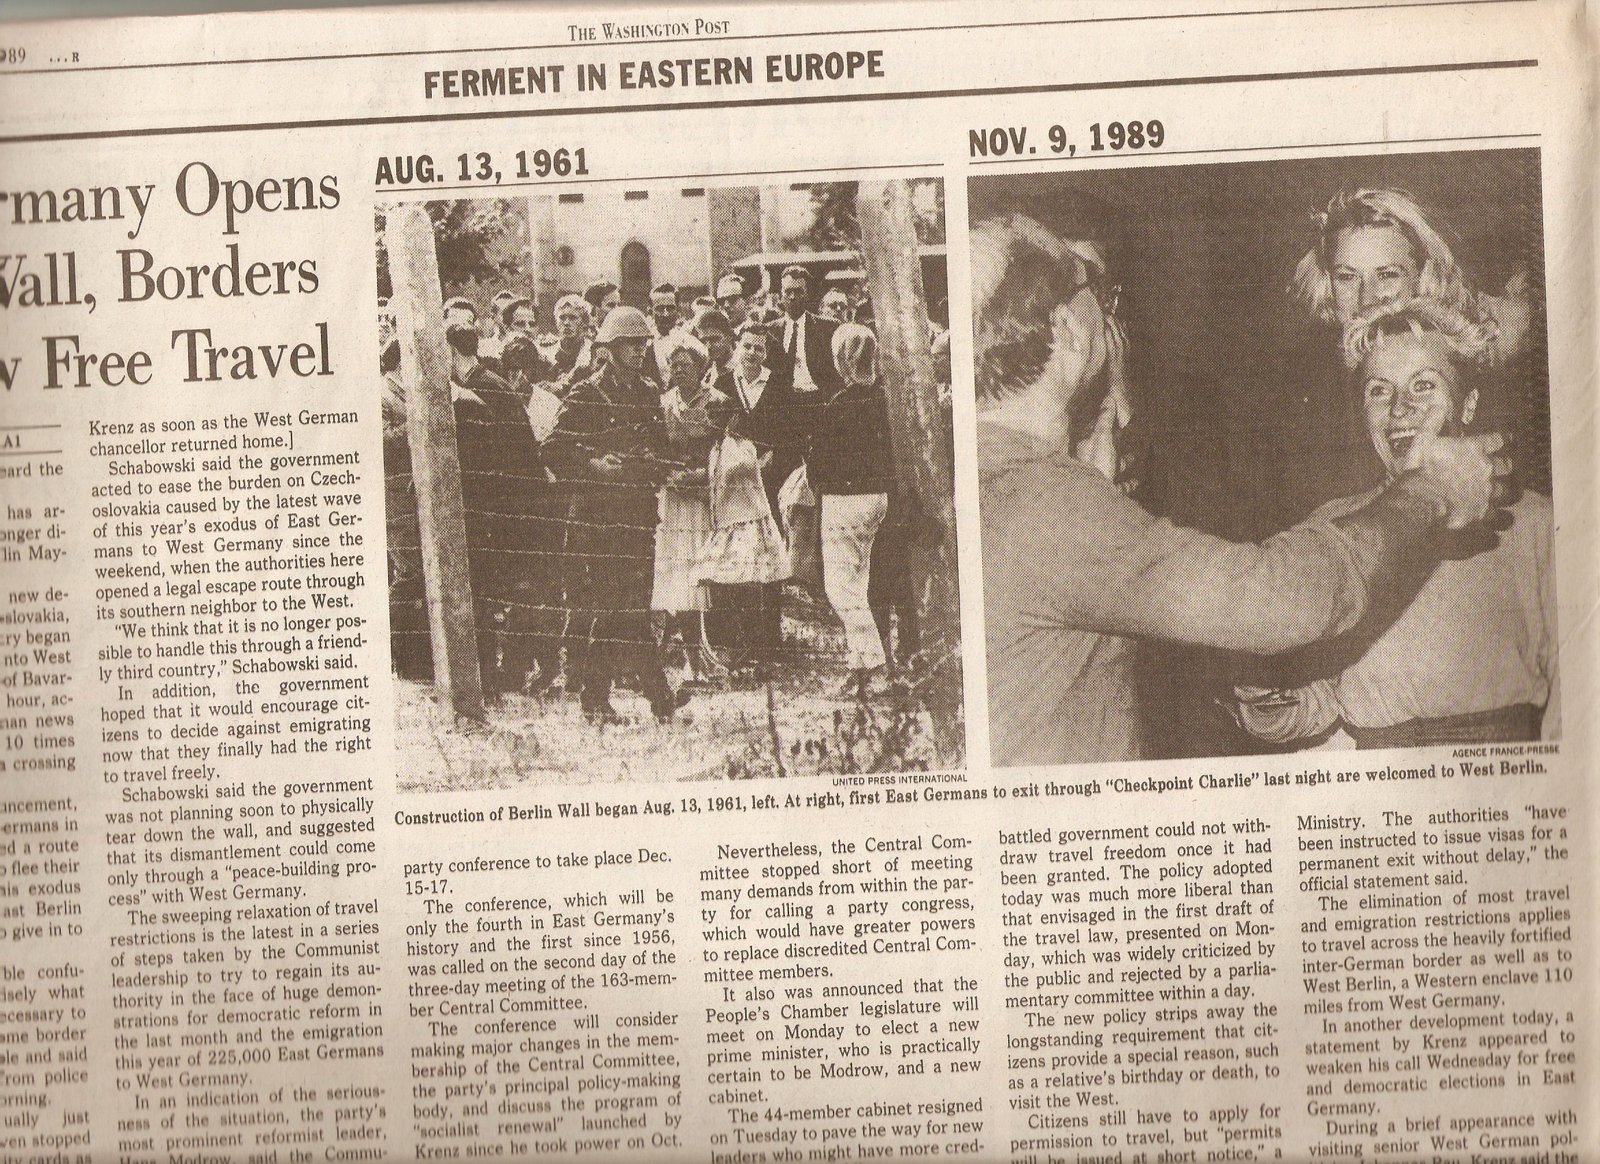 THE WASHINGTON POST
89 ...R
FERMENT IN EASTERN EUROPE
rmany Opens
Wall, Borders
Free Travel
AUG. 13, 1961
NOV. 9, 1989
UNITED PRESS INTERNATIONAL
AGENCE FRANCE-PRESSE
Construction of Berlin Wall began Aug. 13, 1961, left. At right, first East Germans to exit through "Checkpoint Charlie" last night are welcomed to West Berlin.
A1
ard the
has ar-
onger di-
lin May-
new de-
slovakia,
ry began
nto West
of Bavar-
hour, ac-
man news
10 times
crossing
ncement,
ermans in
d a route
flee their
is exodus
ast Berlin
give in to
ble confu-
isely what
cessary to
ome border
le and said
from police
orning.
ually just
ven stopped
ity cards as
Krenz as soon as the West German
chancellor returned home.]
Schabowski said the government
acted to ease the burden on Czech-
oslovakia caused by the latest wave
of this year's exodus of East Ger-
mans to West Germany since the
weekend, when the authorities here
opened a legal escape route through
its southern neighbor to the West.
"We think that it is no longer pos-
sible to handle this through a friend-
ly third country," Schabowski said.
In addition, the government
hoped that it would encourage cit-
izens to decide against emigrating
now that they finally had the right
to travel freely.
Schabowski said the government
was not planning soon to physically
tear down the wall, and suggested
that its dismantlement could come
only through a "peace-building pro-
cess" with West Germany.
The sweeping relaxation of travel
restrictions is the latest in a series
of steps taken by the Communist
leadership to try to regain its au-
thority in the face of huge demon-
strations for democratic reform in
the last month and the emigration
this year of 225,000 East Germans
to West Germany.
In an indication of the serious-
ness of the situation, the party's
most prominent reformist leader,
Hans Modrow, said the Commu-
party conference to take place Dec.
15-17.
The conference, which will be
only the fourth in East Germany's
history and the first since 1956,
was called on the second day of the
three-day meeting of the 163-mem-
ber Central Committee.
The conference will consider
making major changes in the mem-
bership of the Central Committee,
the party's principal policy-making
body, and discuss the program of
"socialist renewal" launched by
Krenz since he took power on Oct.
Nevertheless, the Central Com-
mittee stopped short of meeting
many demands from within the par-
ty for calling a party congress,
which would have greater powers
to replace discredited Central Com-
mittee members.
It also was announced that the
People's Chamber legislature will
meet on Monday to elect a new
prime minister, who is practically
certain to be Modrow, and a new
cabinet.
The 44-member cabinet resigned
on Tuesday to pave the way for new
leaders who might have more cred-
battled government could not with-
draw travel freedom once it had
been granted. The policy adopted
today was much more liberal than
that envisaged in the first draft of
the travel law, presented on Mon-
day, which was widely criticized by
the public and rejected by a parlia-
mentary committee within a day.
The new policy strips away the
longstanding requirement that cit-
izens provide a special reason, such
as a relative's birthday or death, to
visit the West.
Citizens still have to apply for
permission to travel, but "permits
will be issued at short notice," a
Ministry. The authorities "have
been instructed to issue visas for a
permanent exit without delay," the
official statement said.
The elimination of most travel
and emigration restrictions applies
to travel across the heavily fortified
inter-German border as well as to
West Berlin, a Western enclave 110
miles from West Germany.
In another development today, a
statement by Krenz appeared to
weaken his call Wednesday for free
and democratic elections in East
Germany.
During a brief appearance with
visiting senior West German pol-
Krenz said the